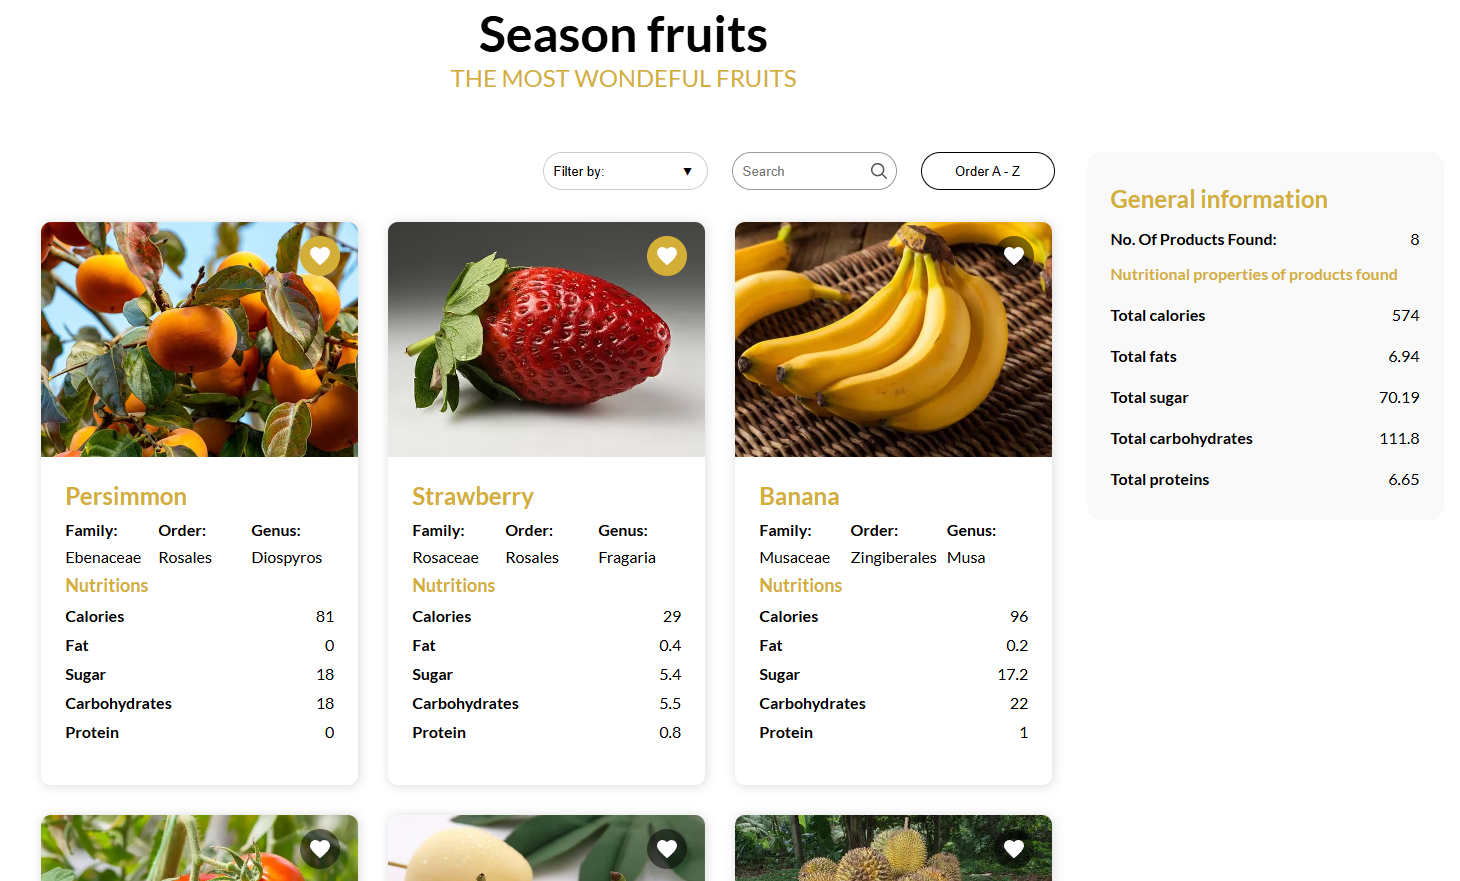 Season fruits
THE MOST WONDEFUL FRUITS
Filter by: ▼
Search
Order A - Z
Persimmon
Family: Order: Genus:
Ebenaceae Rosales Diospyros
Nutritions
Calories 81
Fat 0
Sugar 18
Carbohydrates 18
Protein 0
Strawberry
Family: Order: Genus:
Rosaceae Rosales Fragaria
Nutritions
Calories 29
Fat 0.4
Sugar 5.4
Carbohydrates 5.5
Protein 0.8
Banana
Family: Order: Genus:
Musaceae Zingiberales Musa
Nutritions
Calories 96
Fat 0.2
Sugar 17.2
Carbohydrates 22
Protein 1
General information
No. Of Products Found: 8
Nutritional properties of products found
Total calories 574
Total fats 6.94
Total sugar 70.19
Total carbohydrates 111.8
Total proteins 6.65